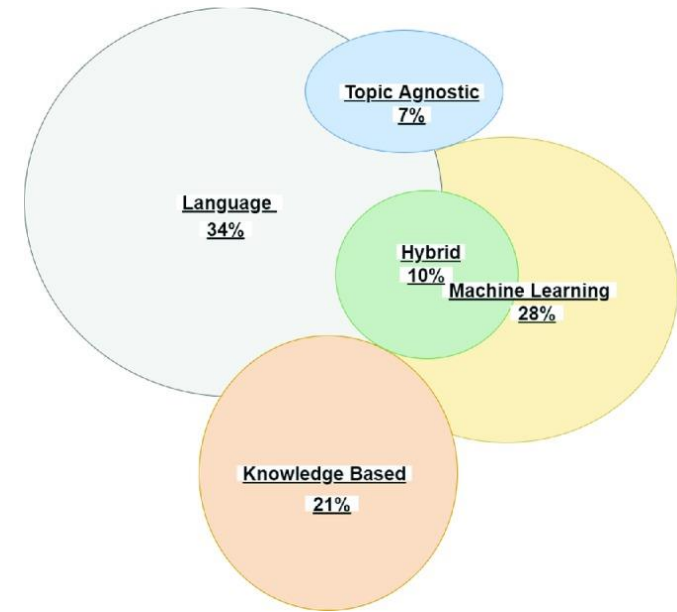 Topic Agnostic
7%
Language
34%
Hybrid
10%
Machine Learning
28%
Knowledge Based
21%